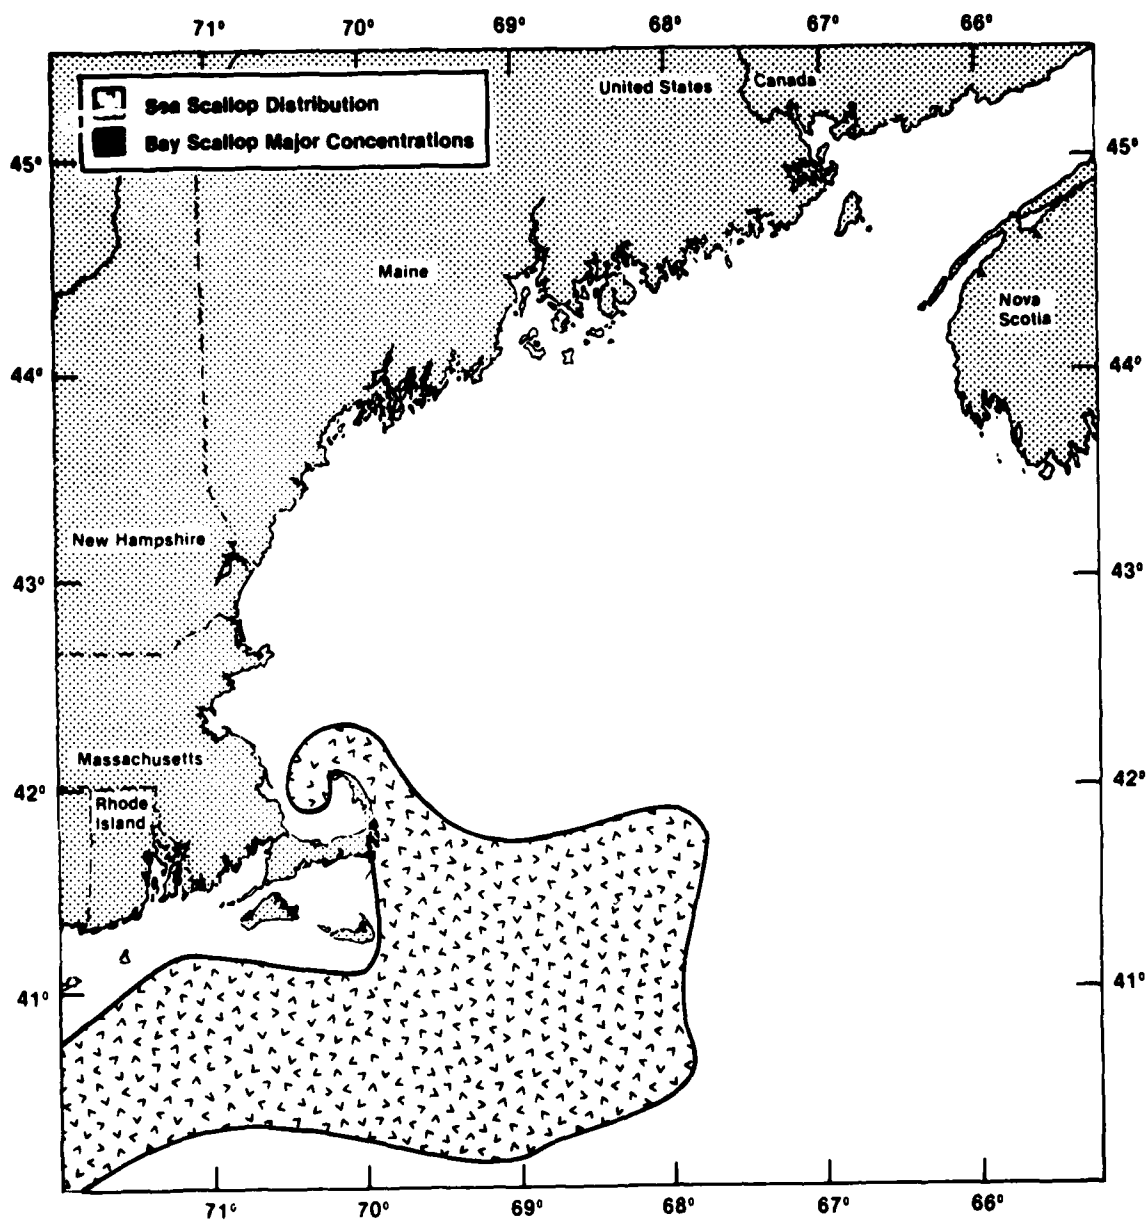 71° 70° 69° 68° 67° 66°
Sea Scallop Distribution
Bay Scallop Major Concentrations
United States
Canada
45°
45°
Maine
Nova
Scotia
44°
44°
New Hampshire
43°
43°
Massachusetts
42°
42°
Rhode
Island
41°
41°
71° 70° 69° 68° 67° 66°